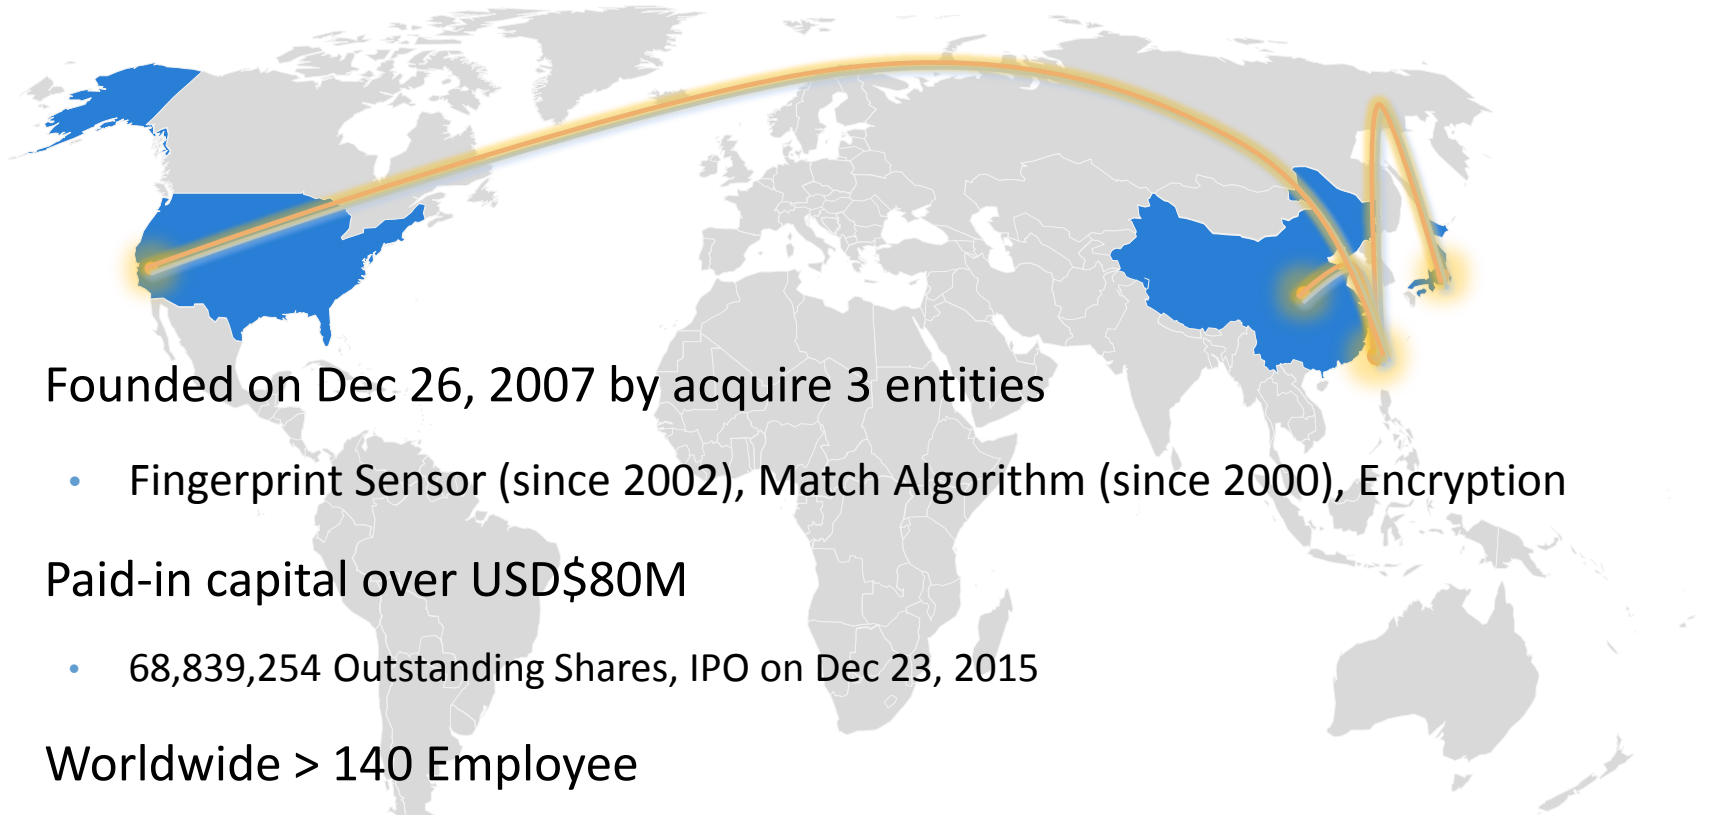 Founded on Dec 26, 2007 by acquire 3 entities
• Fingerprint Sensor (since 2002), Match Algorithm (since 2000), Encryption
Paid-in capital over USD$80M
• 68,839,254 Outstanding Shares, IPO on Dec 23, 2015
Worldwide > 140 Employee